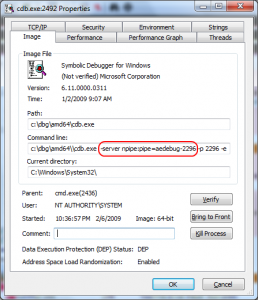 cdb.exe:2492 Properties
TCP/IP Security Environment Strings
Image Performance Performance Graph Threads
Image File
Symbolic Debugger for Windows
(Not verified) Microsoft Corporation
Version: 6.11.0000.0311
Time: 1/2/2009 9:07 AM
Path:
c:\dbg\amd64\cdb.exe
Command line:
c:\dbg\amd64\cdb.exe -server npipe:pipe=aedebug-2296 -p 2296 -e
Current directory:
C:\Windows\System32\
Parent: cmd.exe(2436)
User: NT AUTHORITY\SYSTEM
Verify
Started: 10:36:57 PM 2/6/2009 Image: 64-bit
Bring to Front
Comment:
Kill Process
Data Execution Protection (DEP) Status: DEP
Address Space Load Randomization: Enabled
OK Cancel